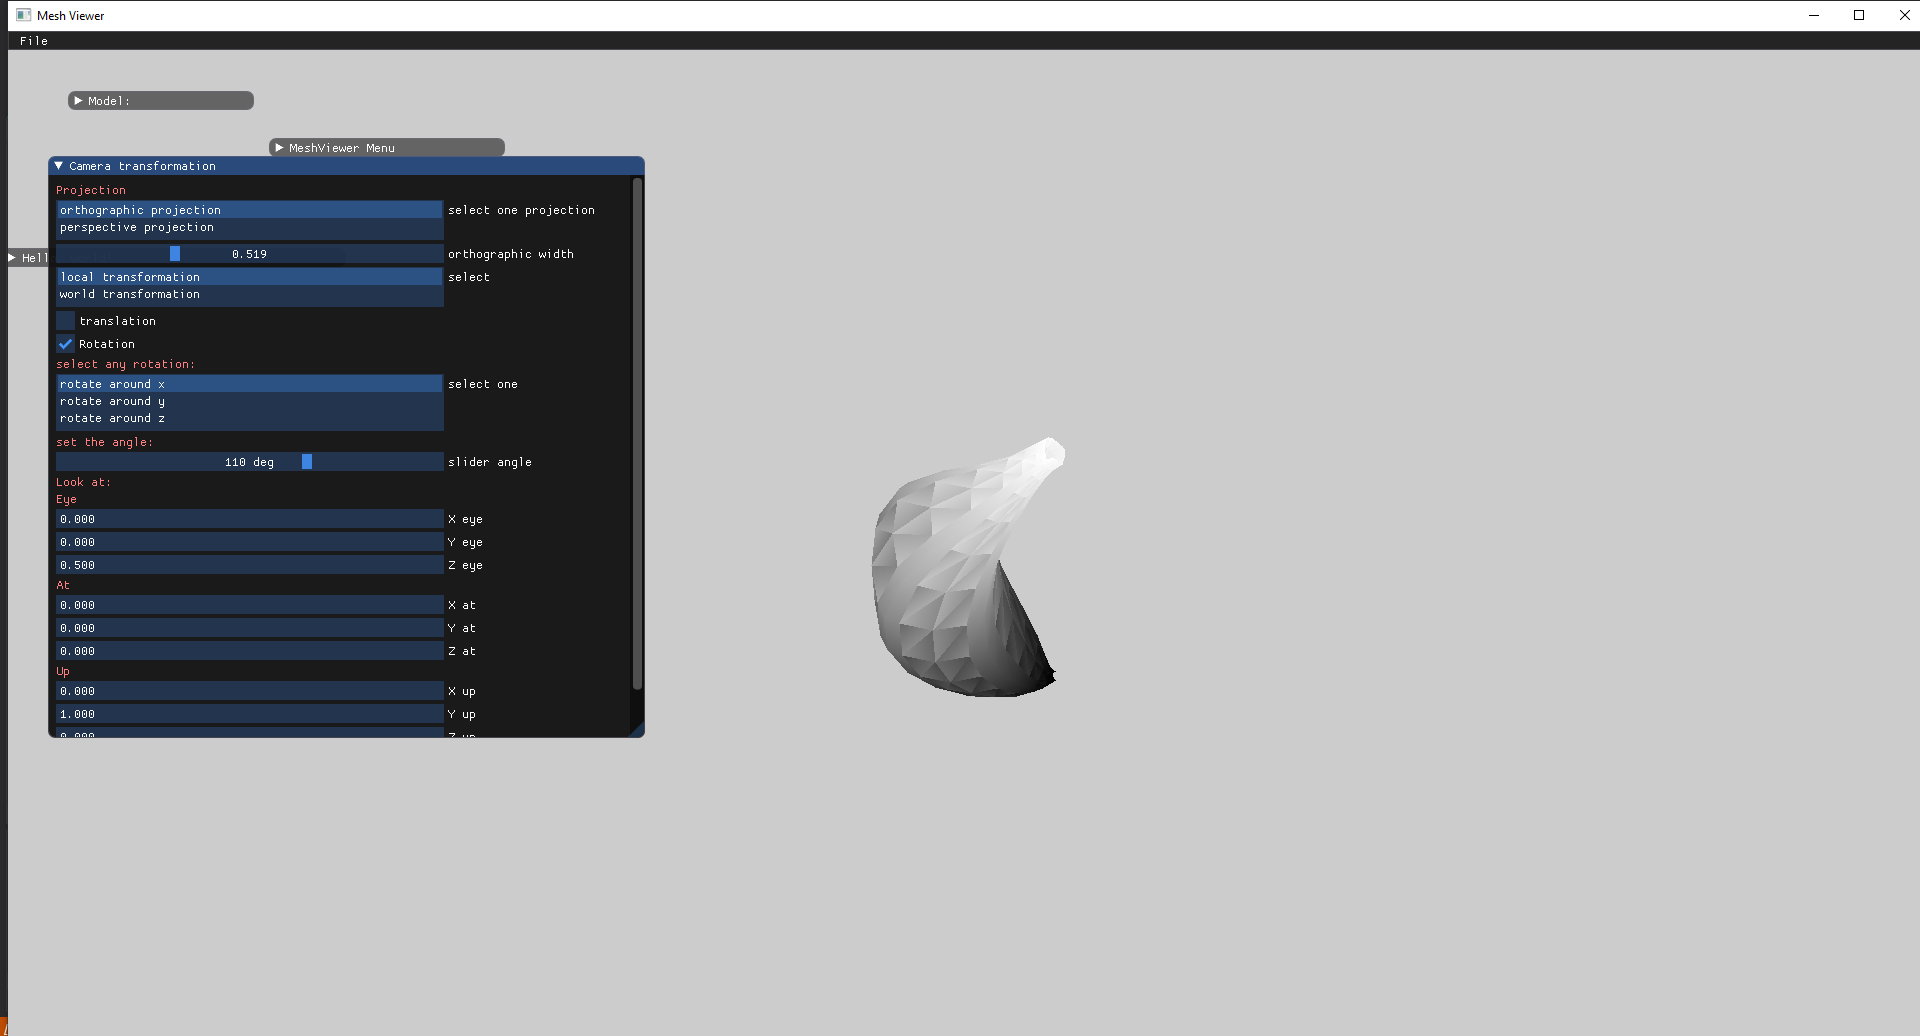 Mesh Viewer
File
Model:
MeshViewer Menu
Camera transformation
Projection
orthographic projection select one projection
perspective projection
0.519 orthographic width
Hell
local transformation select
world transformation
translation
Rotation
select any rotation:
rotate around x select one
rotate around y
rotate around z
set the angle:
110 deg slider angle
Look at:
Eye
0.000 X eye
0.000 Y eye
0.500 Z eye
At
0.000 X at
0.000 Y at
0.000 Z at
Up
0.000 X up
1.000 Y up
0.000 Z up